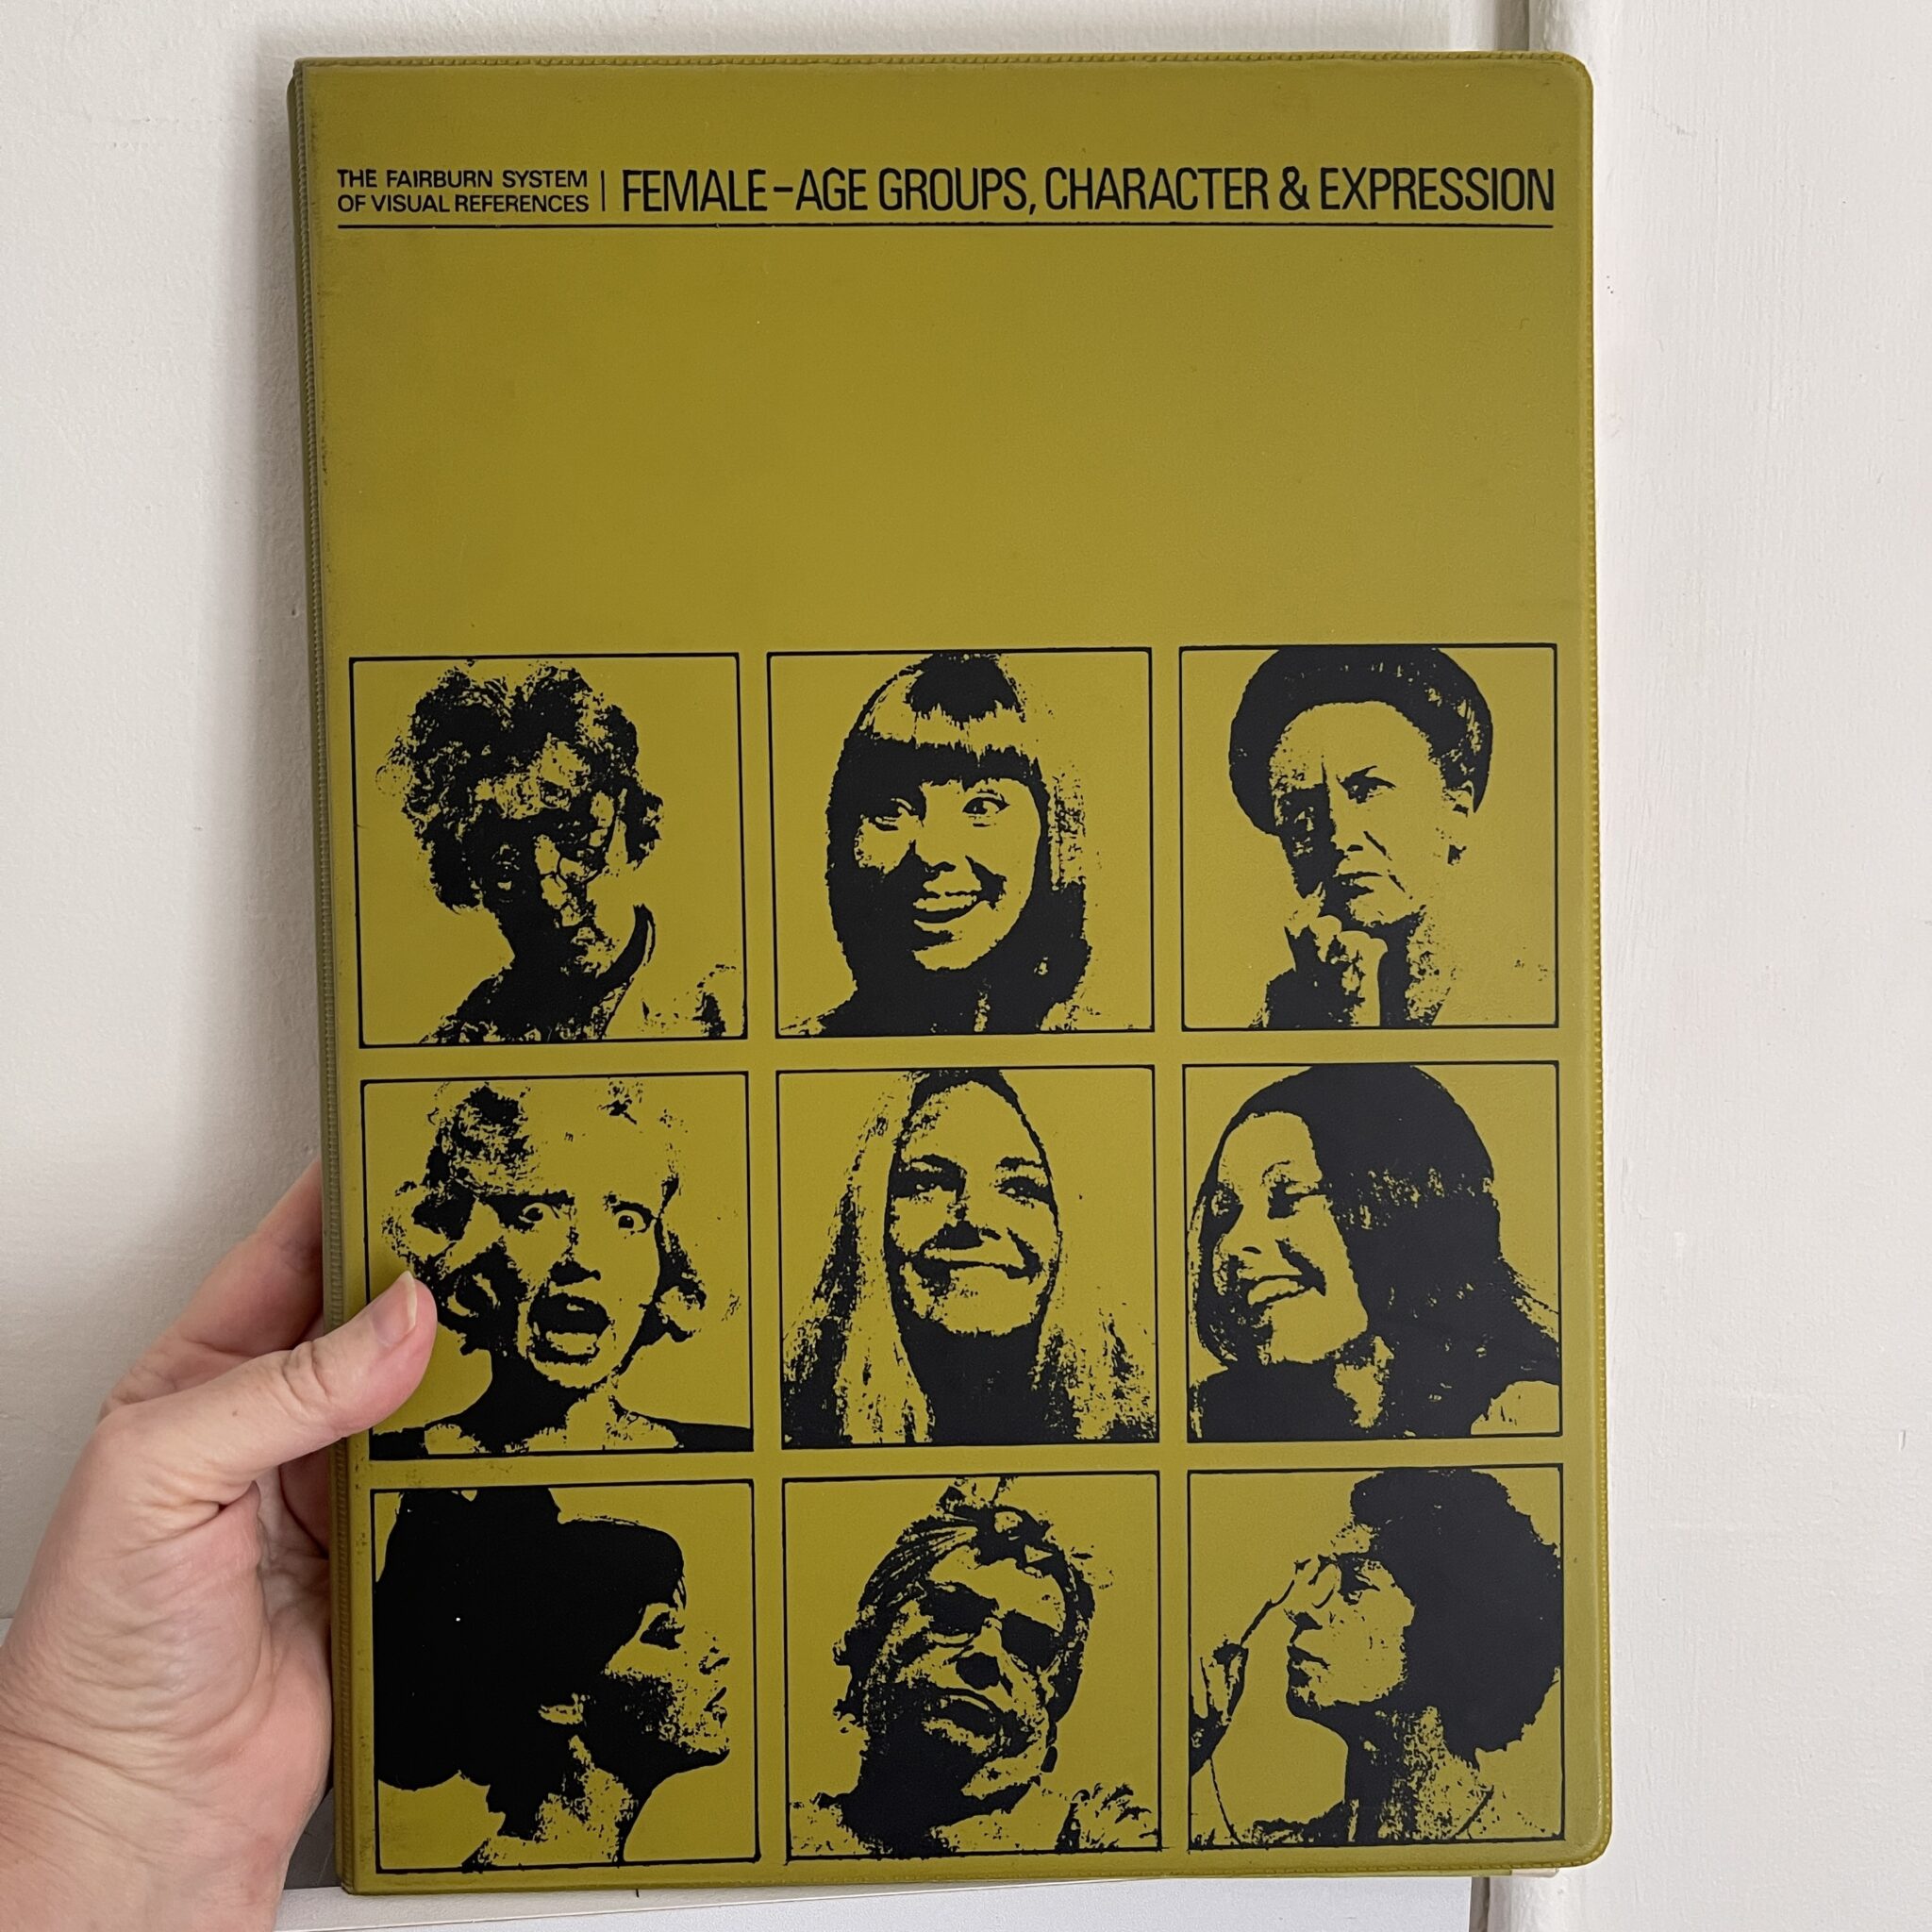 THE FAIRBURN SYSTEM
OF VISUAL REFERENCES
FEMALE–AGE GROUPS, CHARACTER & EXPRESSION